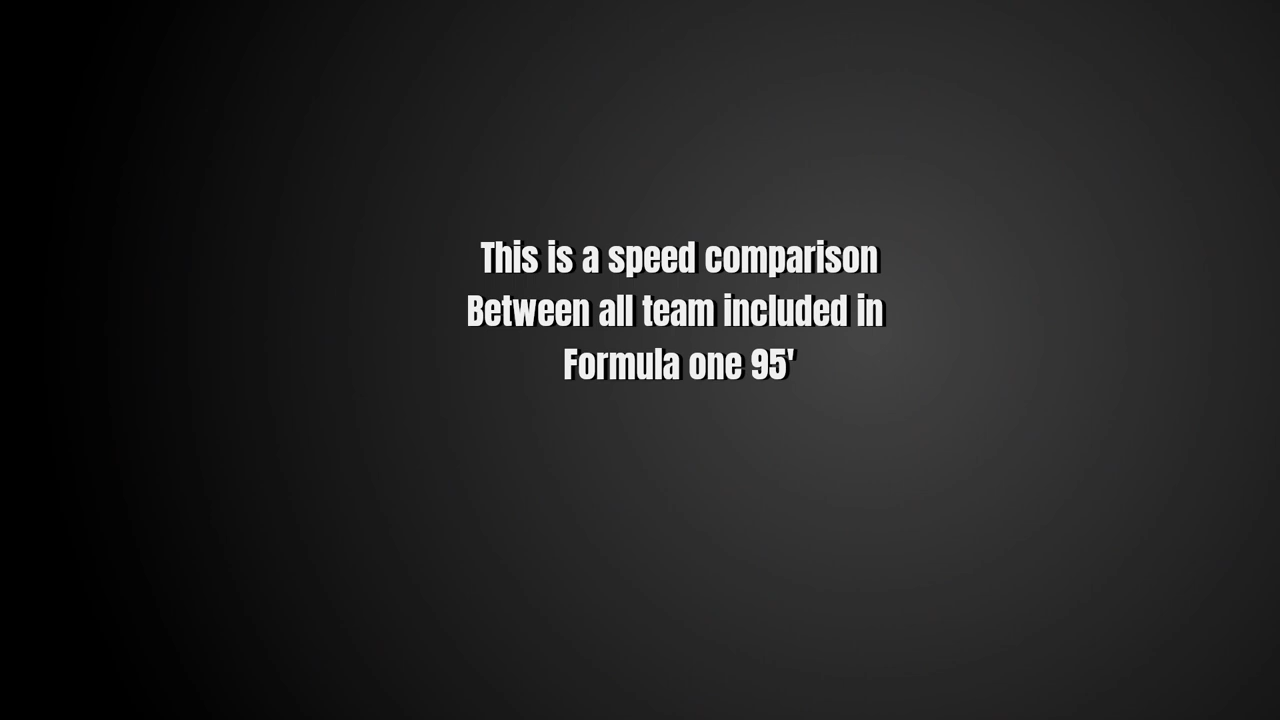 This is a speed comparison
Between all team included in
Formula one 95'